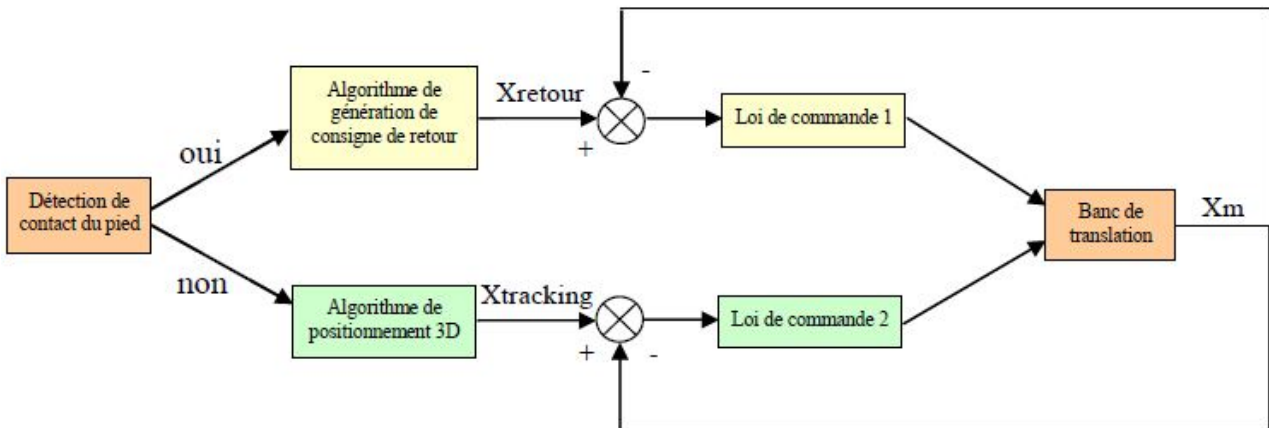 Algorithme de
génération de
consigne de retour
Xretour
-
+
Loi de commande 1
oui
Détection de
contact du pied
non
Banc de
translation
Xm
Algorithme de
positionnement 3D
Xtracking
+
-
Loi de commande 2